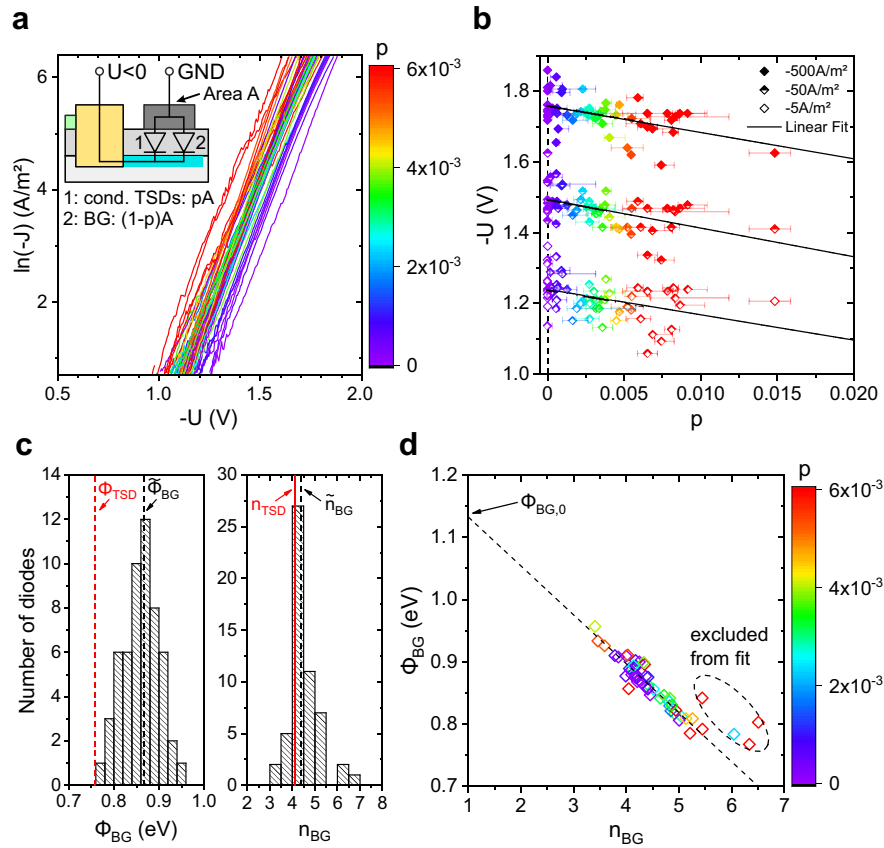 a
p
6x10⁻³
4x10⁻³
2x10⁻³
0
6
4
2
ln(-J) (A/m²)
U<0
GND
Area A
1
2
1: cond. TSDs: pA
2: BG: (1-p)A
0.5
1.0
1.5
2.0
-U (V)
b
1.8
1.6
1.4
1.2
1.0
-U (V)
-500A/m²
-50A/m²
-5A/m²
Linear Fit
0
0.005
0.010
0.015
0.020
p
c
14
12
10
8
6
4
2
0
Number of diodes
Φ_TSD
Φ̃_BG
0.7
0.8
0.9
1.0
Φ_BG (eV)
30
25
20
15
10
5
0
n_TSD
ñ_BG
2
3
4
5
6
7
8
n_BG
d
1.2
1.1
1.0
0.9
0.8
0.7
Φ_BG (eV)
Φ_BG,0
excluded
from fit
1
2
3
4
5
6
7
n_BG
p
6x10⁻³
4x10⁻³
2x10⁻³
0